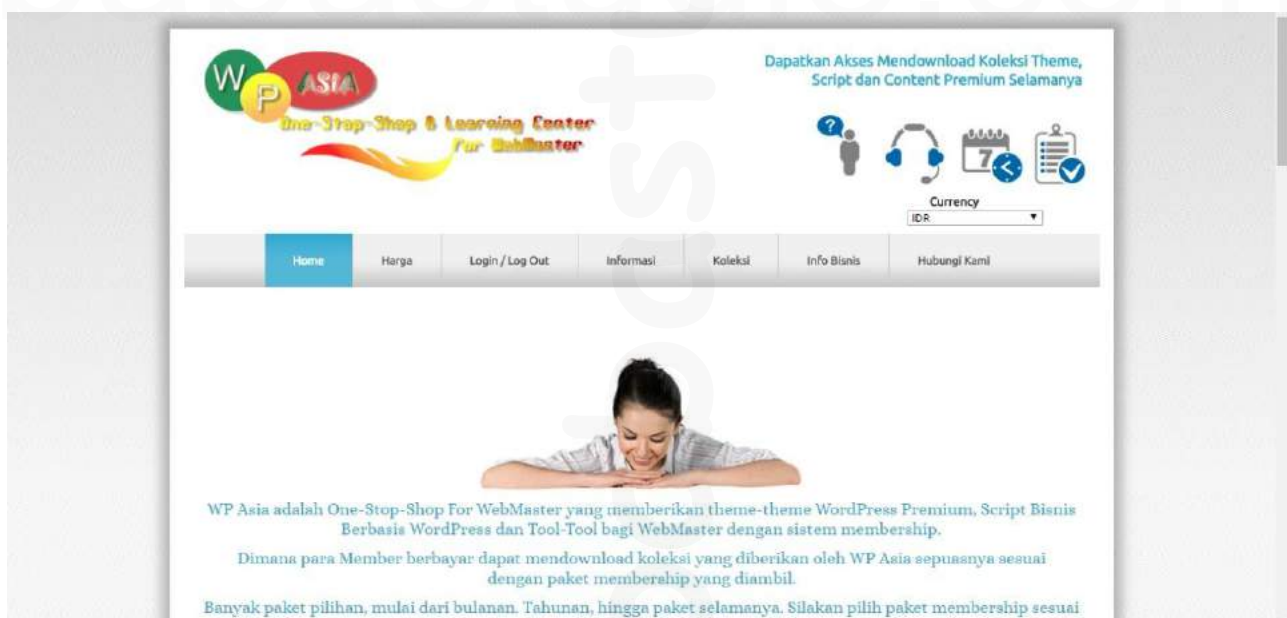 W P ASIA
One-Stop-Shop & Learning Center
For WebMaster
Dapatkan Akses Mendownload Koleksi Theme,
Script dan Content Premium Selamanya
?
7
Currency
IDR
Home Harga Login / Log Out Informasi Koleksi Info Bisnis Hubungi Kami
WP Asia adalah One-Stop-Shop For WebMaster yang memberikan theme-theme WordPress Premium, Script Bisnis
Berbasis WordPress dan Tool-Tool bagi WebMaster dengan sistem membership.
Dimana para Member berbayar dapat mendownload koleksi yang diberikan oleh WP Asia sepuasnya sesuai
dengan paket membership yang diambil.
Banyak paket pilihan, mulai dari bulanan. Tahunan, hingga paket selamanya. Silakan pilih paket membership sesuai